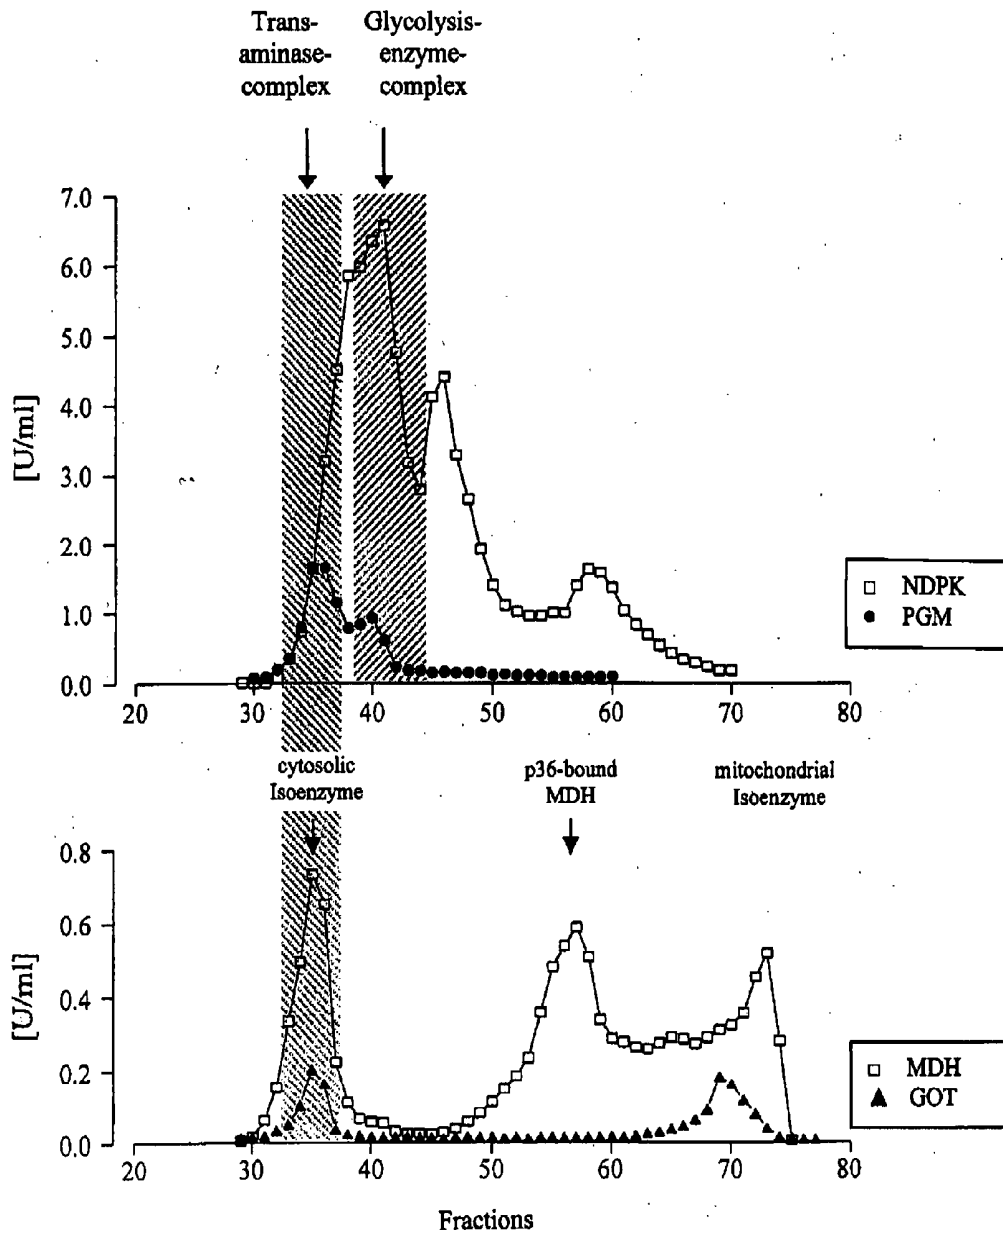 Trans-
aminase-
complex
Glycolysis-
enzyme-
complex
7.0
6.0
5.0
4.0
3.0
2.0
1.0
0.0
[U/ml]
20 30 40 50 60 70 80
NDPK
PGM
cytosolic
Isoenzyme
p36-bound
MDH
mitochondrial
Isoenzyme
0.8
0.6
0.4
0.2
0.0
[U/ml]
20 30 40 50 60 70 80
MDH
GOT
Fractions